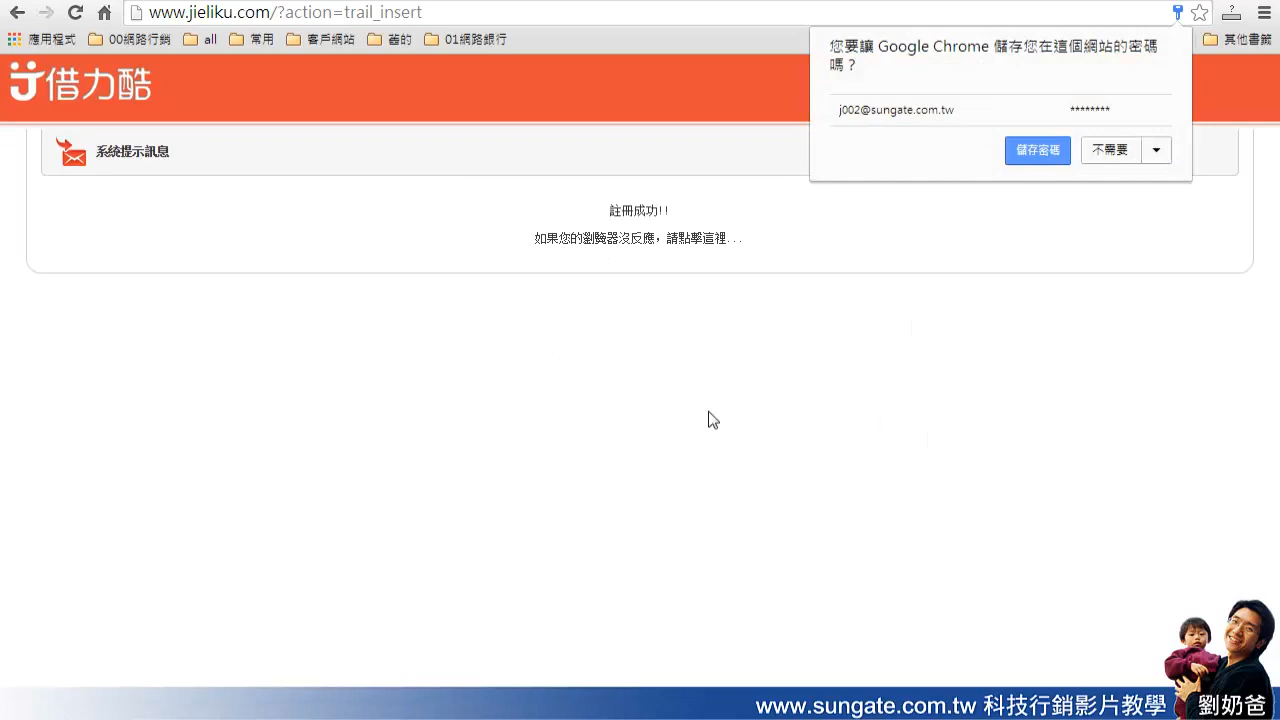 www.jieliku.com/?action=trail_insert
應用程式
00網路行銷
all
常用
客戶網站
舊的
01網路銀行
其他書籤
您要讓 Google Chrome 儲存您在這個網站的密碼
嗎？
j002@sungate.com.tw ********
儲存密碼 不需要
借力酷
系統提示訊息
註冊成功!!
如果您的劉覽器沒反應，請點擊這裡...
www.sungate.com.tw 科技行銷影片教學
劉奶爸